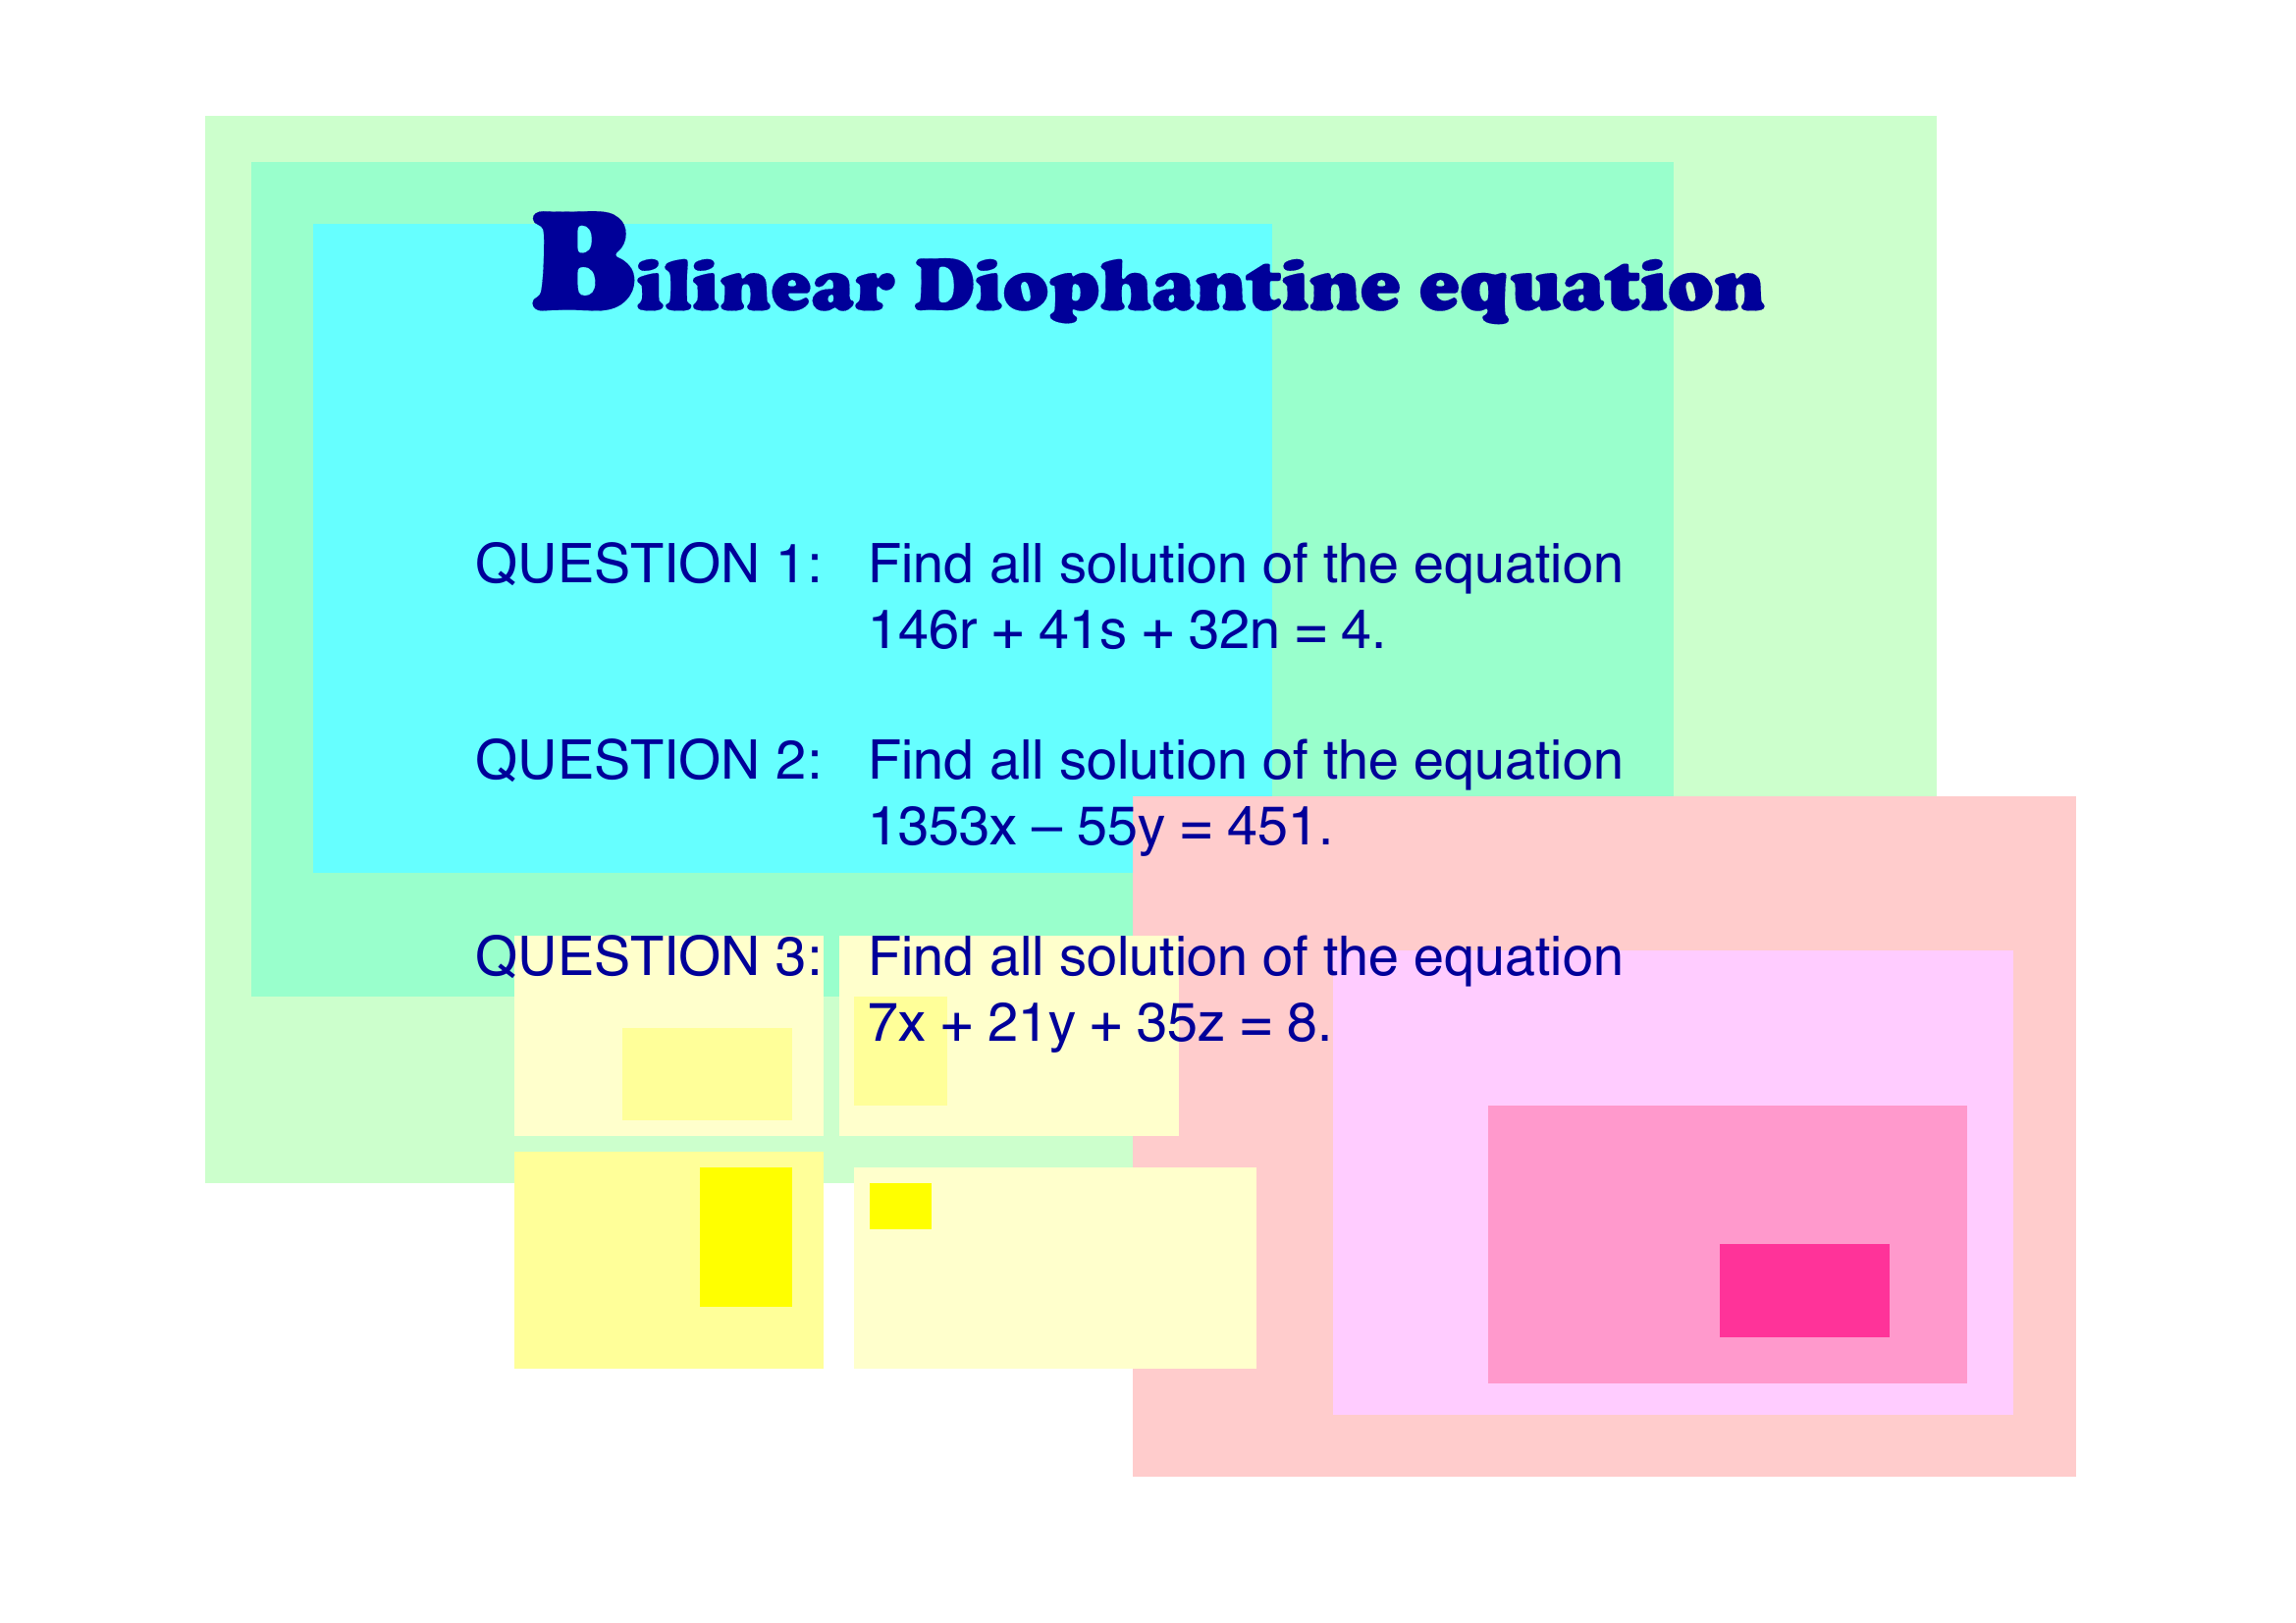 Bilinear Diophantine equation
QUESTION 1: Find all solution of the equation
146r + 41s + 32n = 4.
QUESTION 2: Find all solution of the equation
1353x – 55y = 451.
QUESTION 3: Find all solution of the equation
7x + 21y + 35z = 8.